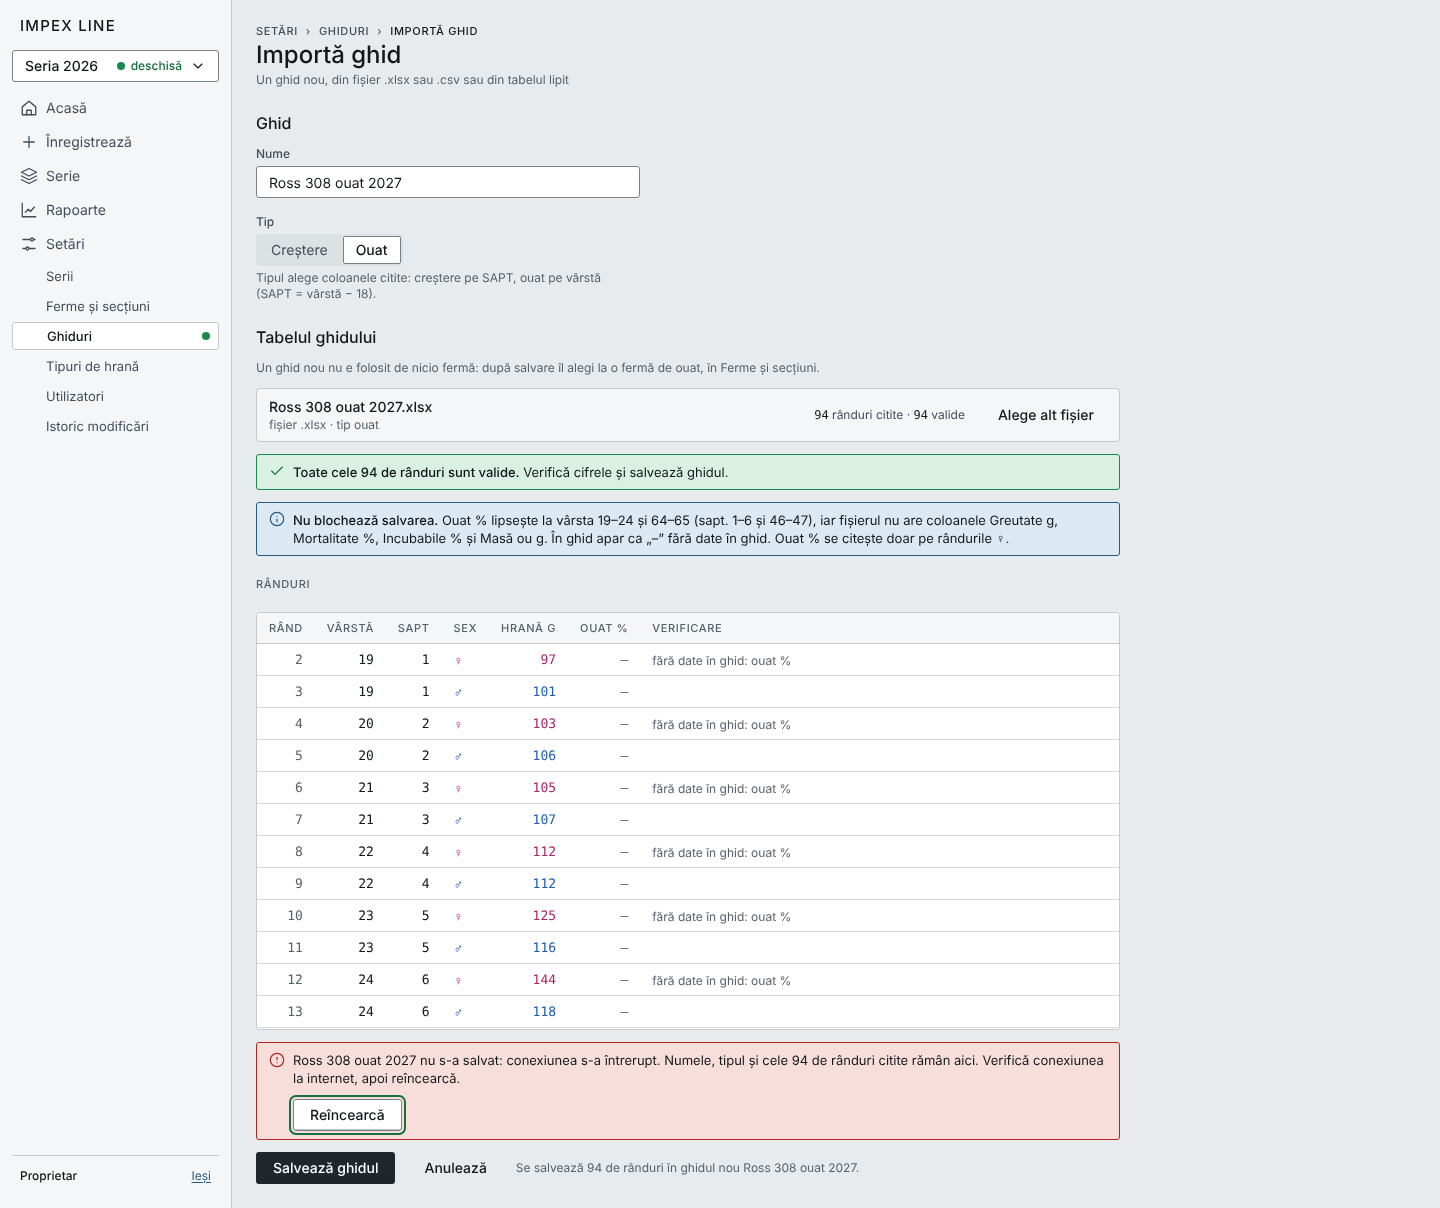 IMPEX LINE
Seria 2026 deschisă
Acasă
Înregistrează
Serie
Rapoarte
Setări
Serii
Ferme și secțiuni
Ghiduri
Tipuri de hrană
Utilizatori
Istoric modificări
Proprietar Ieși
SETĂRI › GHIDURI › IMPORTĂ GHID
Importă ghid
Un ghid nou, din fișier .xlsx sau .csv sau din tabelul lipit
Ghid
Nume
Ross 308 ouat 2027
Tip
Creștere Ouat
Tipul alege coloanele citite: creștere pe SAPT, ouat pe vârstă
(SAPT = vârstă − 18).
Tabelul ghidului
Un ghid nou nu e folosit de nicio fermă: după salvare îl alegi la o fermă de ouat, în Ferme și secțiuni.
Ross 308 ouat 2027.xlsx
fișier .xlsx · tip ouat
94 rânduri citite · 94 valide
Alege alt fișier
Toate cele 94 de rânduri sunt valide. Verifică cifrele și salvează ghidul.
Nu blochează salvarea. Ouat % lipsește la vârsta 19–24 și 64–65 (sapt. 1–6 și 46–47), iar fișierul nu are coloanele Greutate g,
Mortalitate %, Incubabile % și Masă ou g. În ghid apar ca „–” fără date în ghid. Ouat % se citește doar pe rândurile ♀.
RÂNDURI
RÂND VÂRSTĂ SAPT SEX HRANĂ G OUAT % VERIFICARE
2 19 1 ♀ 97 – fără date în ghid: ouat %
3 19 1 ♂ 101 –
4 20 2 ♀ 103 – fără date în ghid: ouat %
5 20 2 ♂ 106 –
6 21 3 ♀ 105 – fără date în ghid: ouat %
7 21 3 ♂ 107 –
8 22 4 ♀ 112 – fără date în ghid: ouat %
9 22 4 ♂ 112 –
10 23 5 ♀ 125 – fără date în ghid: ouat %
11 23 5 ♂ 116 –
12 24 6 ♀ 144 – fără date în ghid: ouat %
13 24 6 ♂ 118 –
Ross 308 ouat 2027 nu s-a salvat: conexiunea s-a întrerupt. Numele, tipul și cele 94 de rânduri citite rămân aici. Verifică conexiunea
la internet, apoi reîncearcă.
Reîncearcă
Salvează ghidul Anulează Se salvează 94 de rânduri în ghidul nou Ross 308 ouat 2027.